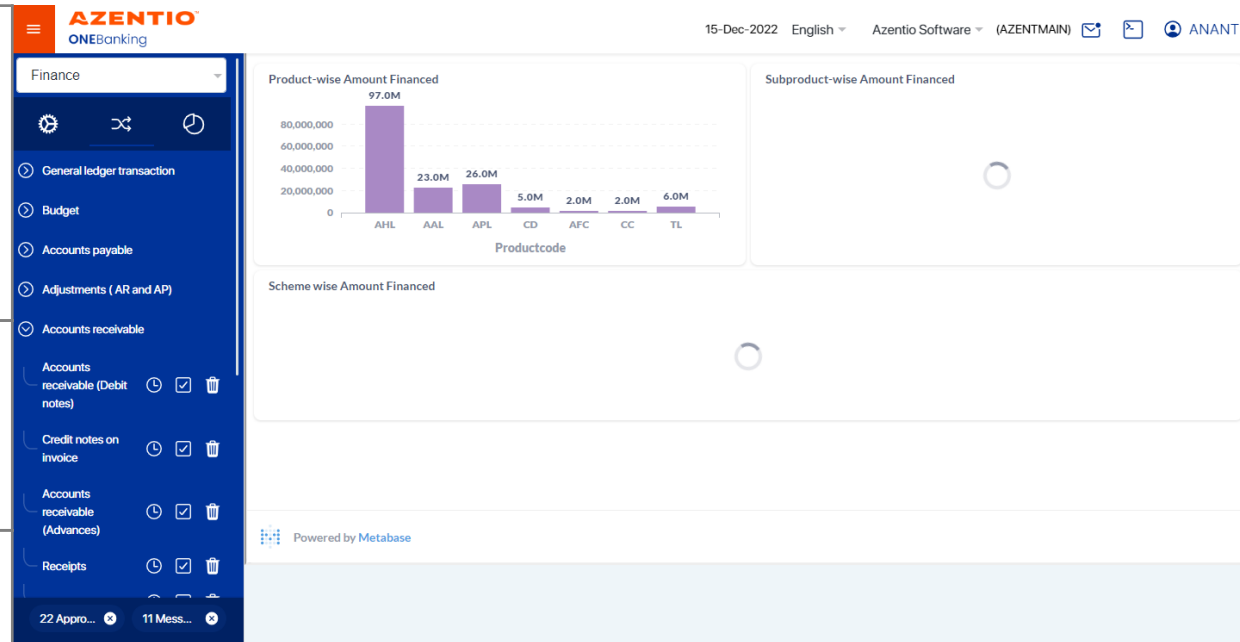 AZENTIO™
ONEBanking
15-Dec-2022 English Azentio Software (AZENTMAIN) ANANT
Finance
General ledger transaction
Budget
Accounts payable
Adjustments ( AR and AP)
Accounts receivable
Accounts
receivable (Debit
notes)
Credit notes on
invoice
Accounts
receivable
(Advances)
Receipts
22 Appro...
11 Mess...
Product-wise Amount Financed
97.0M
80,000,000
60,000,000
40,000,000
23.0M 26.0M
20,000,000
5.0M 2.0M 2.0M 6.0M
0
AHL AAL APL CD AFC CC TL
Productcode
Subproduct-wise Amount Financed
Scheme wise Amount Financed
Powered by Metabase